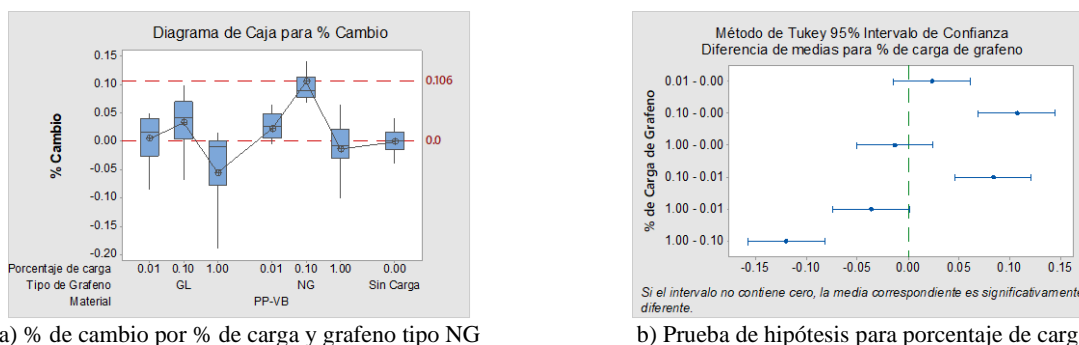 Diagrama de Caja para % Cambio
0.15
0.10
0.05
0.00
-0.05
-0.10
-0.15
-0.20
% Cambio
0.106
0.0
Porcentaje de carga 0.01 0.10 1.00 0.01 0.10 1.00 0.00
Tipo de Grafeno GL NG Sin Carga
Material PP-VB
a) % de cambio por % de carga y grafeno tipo NG
Método de Tukey 95% Intervalo de Confianza
Diferencia de medias para % de carga de grafeno
% de Carga de Grafeno
0.01 - 0.00
0.10 - 0.00
1.00 - 0.00
0.10 - 0.01
1.00 - 0.01
1.00 - 0.10
-0.15 -0.10 -0.05 0.00 0.05 0.10 0.15
Si el intervalo no contiene cero, la media correspondiente es significativamente
diferente.
b) Prueba de hipótesis para porcentaje de carg